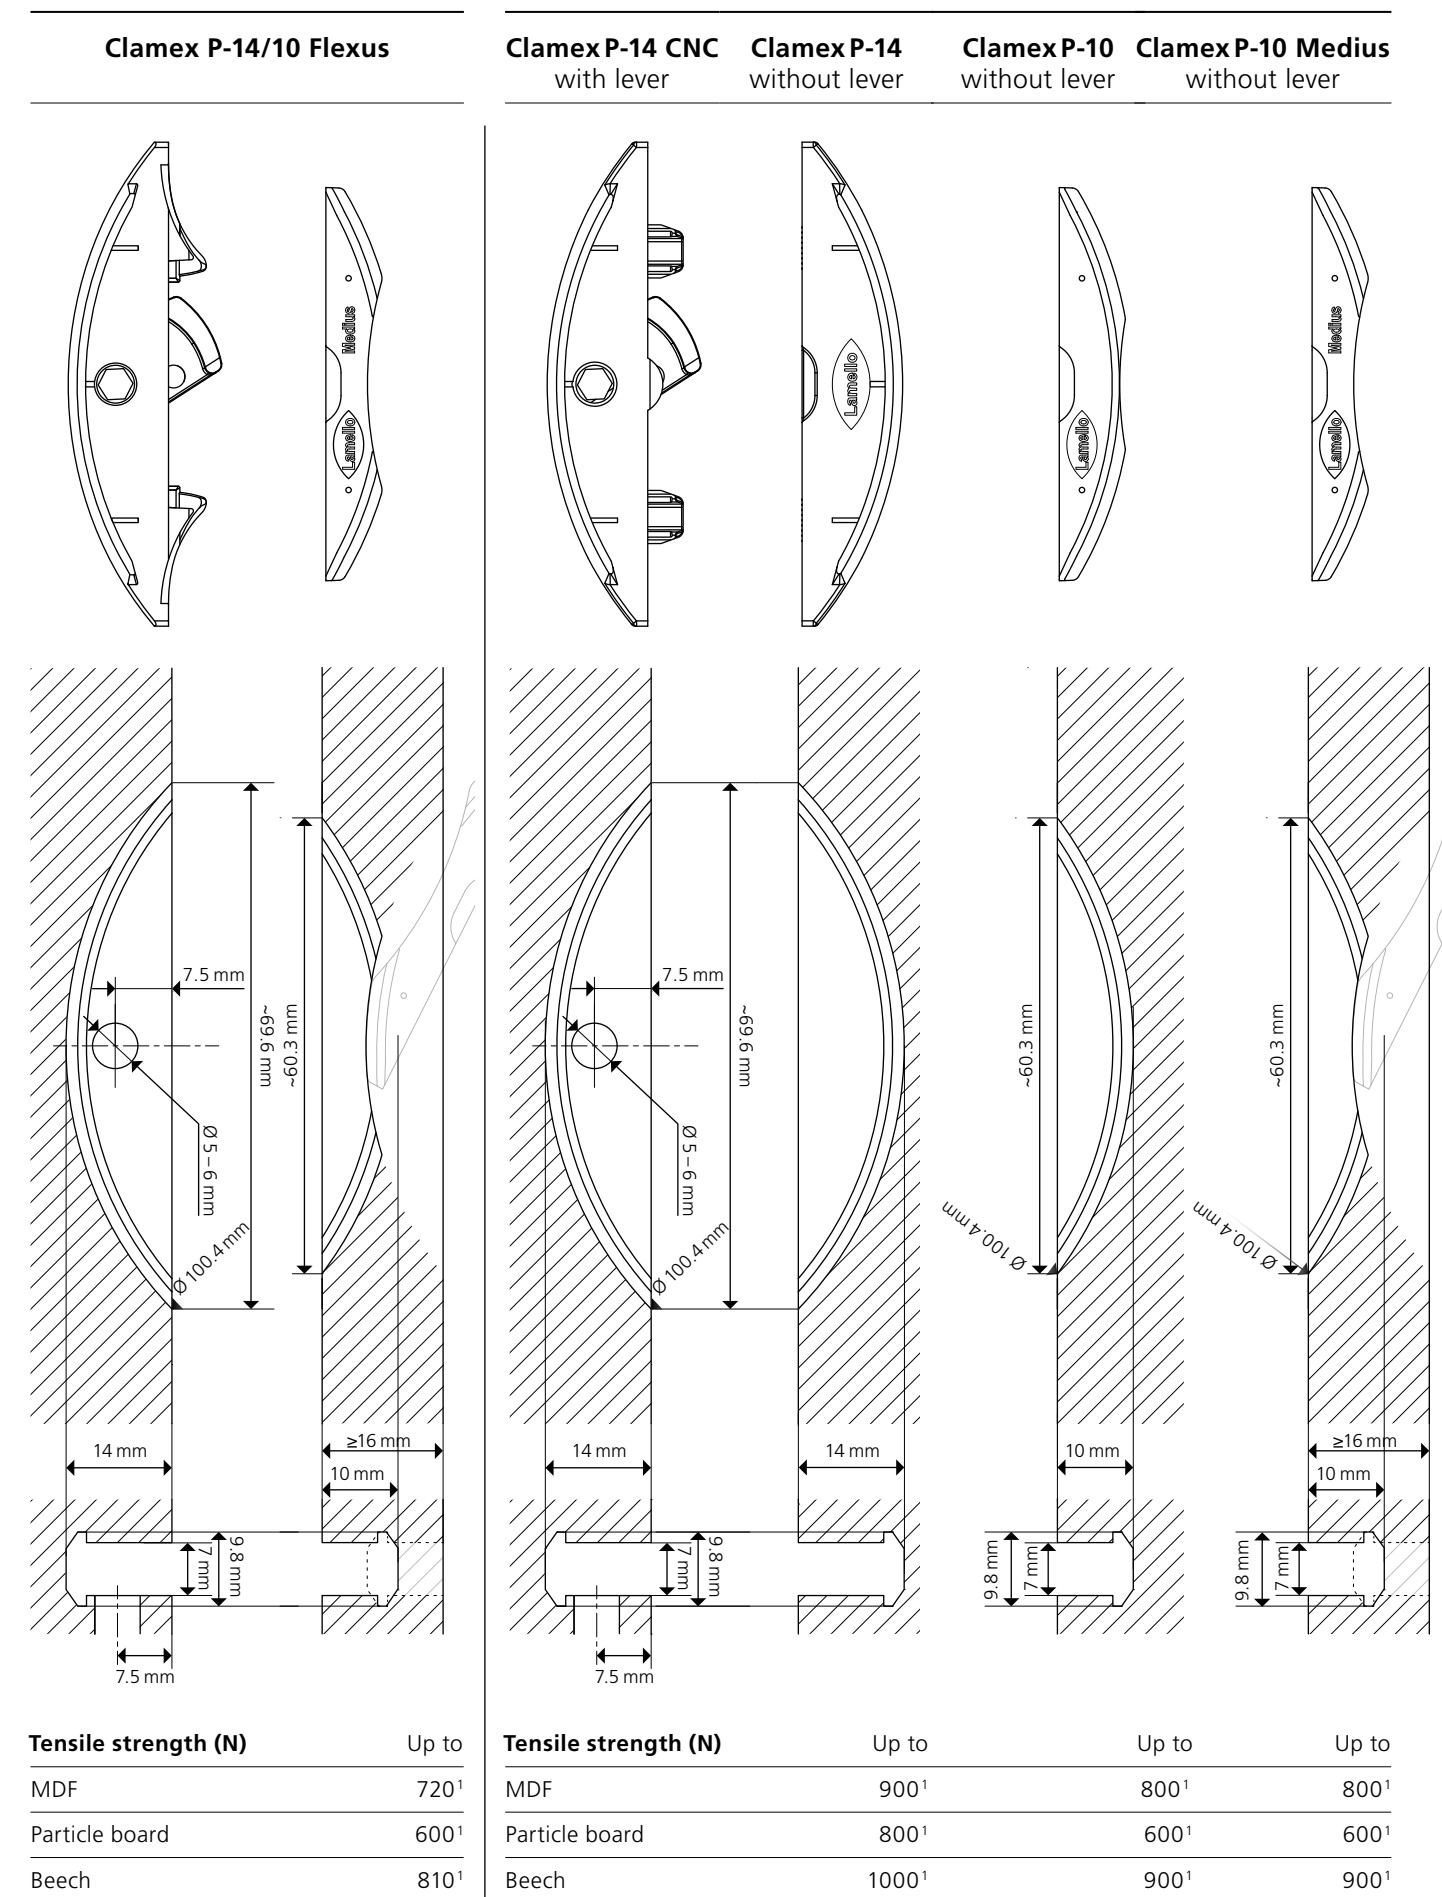 Clamex P-14/10 Flexus
Clamex P-14 CNC
with lever
Clamex P-14
without lever
Clamex P-10
without lever
Clamex P-10 Medius
without lever
Medius
Lamello
Lamello
Lamello
Medius
Lamello
7.5 mm
~69.6 mm
~60.3 mm
Ø 5 – 6 mm
Ø 100.4 mm
7.5 mm
~69.6 mm
Ø 5 – 6 mm
Ø 100.4 mm
~60.3 mm
Ø 100.4 mm
~60.3 mm
Ø 100.4 mm
14 mm
≥16 mm
10 mm
14 mm
14 mm
10 mm
≥16 mm
10 mm
7 mm
9.8 mm
7 mm
9.8 mm
9.8 mm
7 mm
9.8 mm
7 mm
7.5 mm
7.5 mm
Tensile strength (N) Up to
MDF 720¹
Particle board 600¹
Beech 810¹
Tensile strength (N) Up to Up to Up to
MDF 900¹ 800¹ 800¹
Particle board 800¹ 600¹ 600¹
Beech 1000¹ 900¹ 900¹